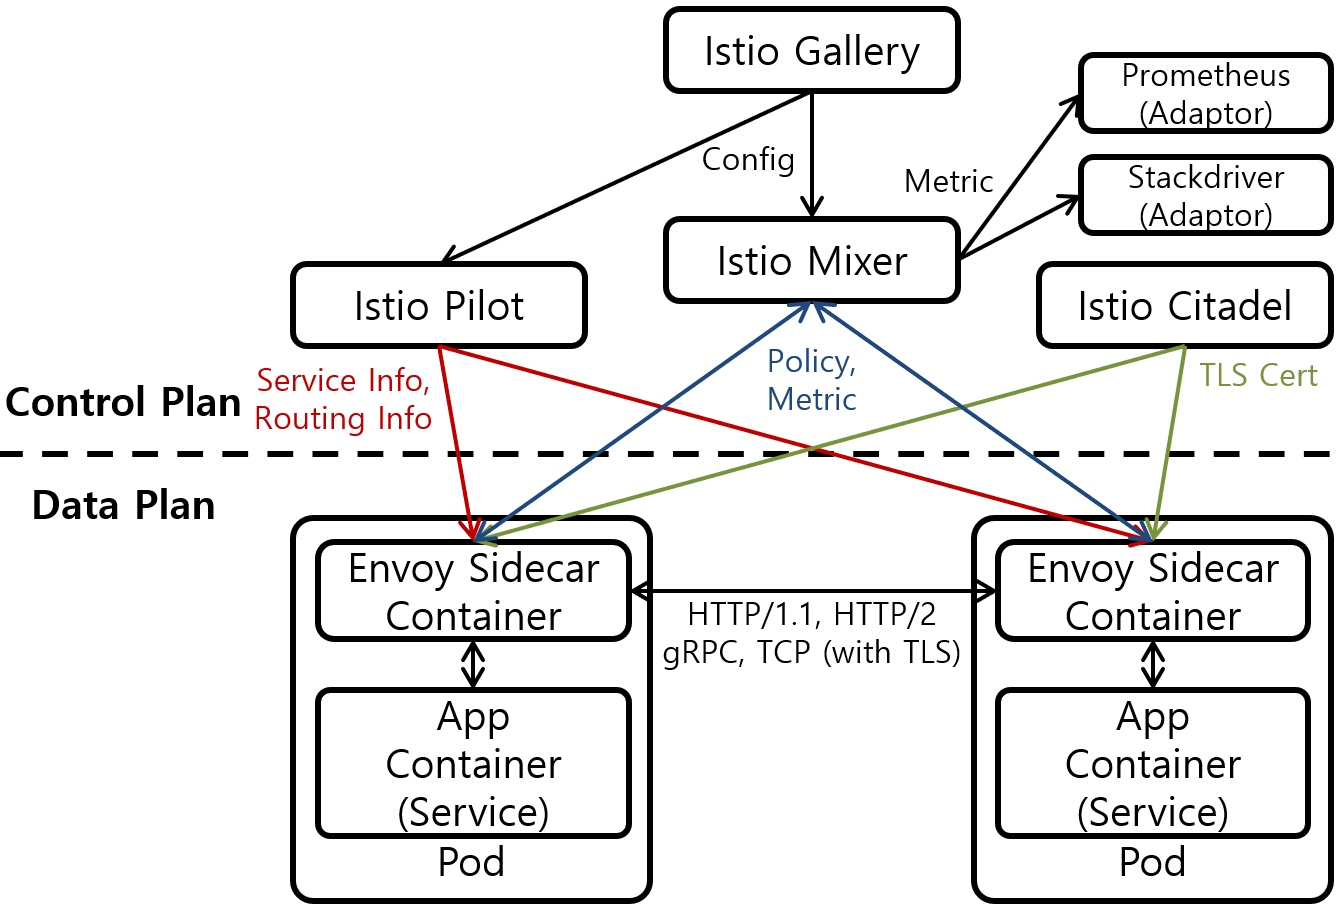 Istio Gallery
Prometheus
(Adaptor)
Config
Metric
Stackdriver
(Adaptor)
Istio Mixer
Istio Pilot
Istio Citadel
Service Info,
Routing Info
Policy,
Metric
TLS Cert
Control Plan
Data Plan
Envoy Sidecar
Container
HTTP/1.1, HTTP/2
gRPC, TCP (with TLS)
Envoy Sidecar
Container
App
Container
(Service)
Pod
App
Container
(Service)
Pod